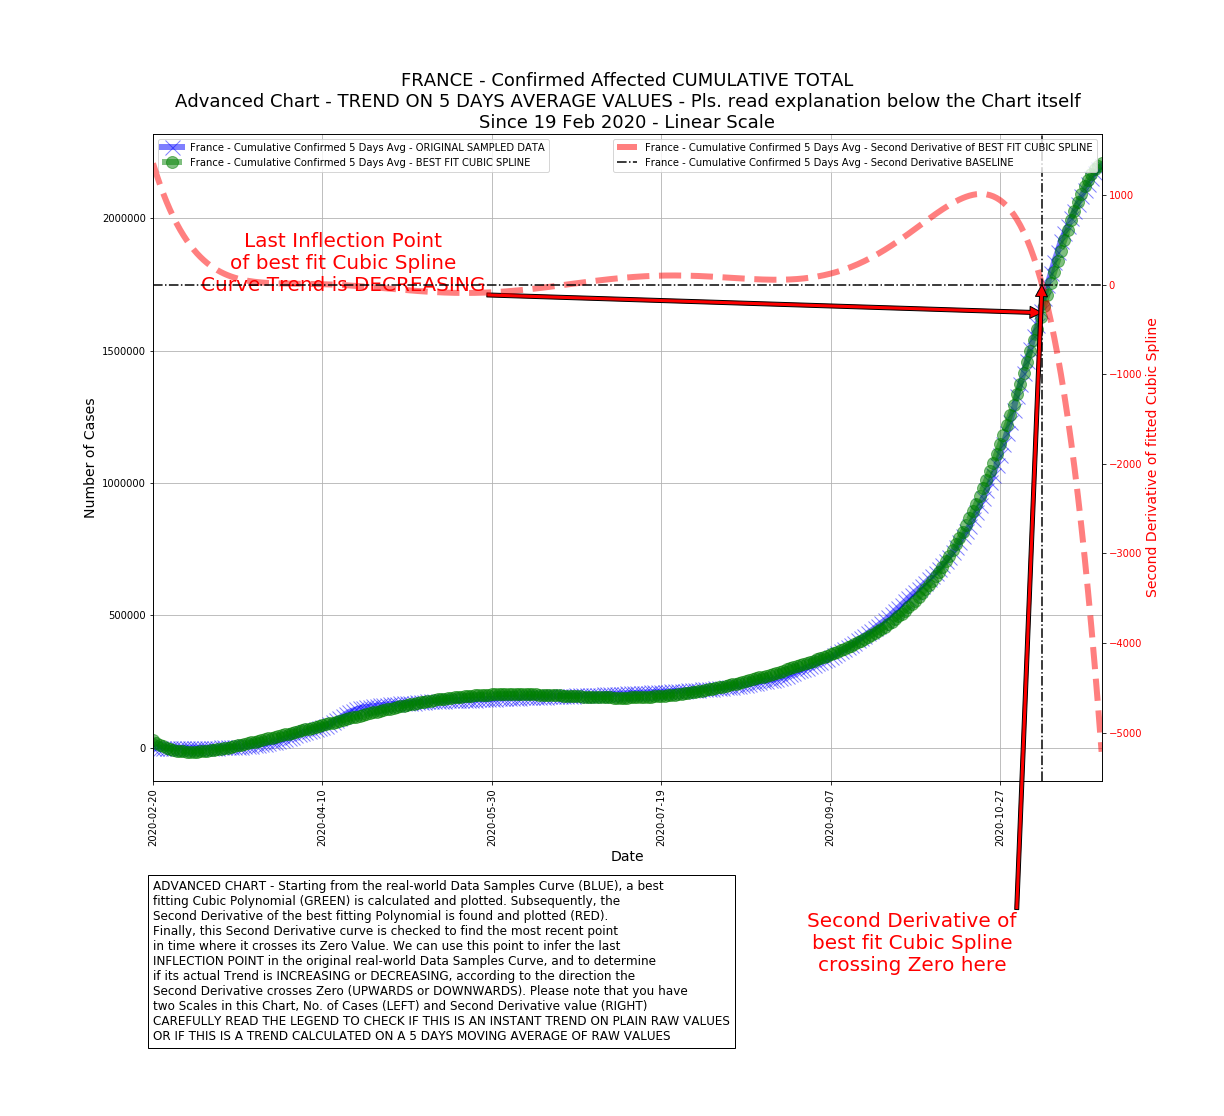 FRANCE - Confirmed Affected CUMULATIVE TOTAL
Advanced Chart - TREND ON 5 DAYS AVERAGE VALUES - Pls. read explanation below the Chart itself
Since 19 Feb 2020 - Linear Scale
France - Cumulative Confirmed 5 Days Avg - ORIGINAL SAMPLED DATA
France - Cumulative Confirmed 5 Days Avg - BEST FIT CUBIC SPLINE
France - Cumulative Confirmed 5 Days Avg - Second Derivative of BEST FIT CUBIC SPLINE
France - Cumulative Confirmed 5 Days Avg - Second Derivative BASELINE
Last Inflection Point
of best fit Cubic Spline
Curve Trend is DECREASING
Number of Cases
2000000
1500000
1000000
500000
0
1000
0
−1000
−2000
−3000
−4000
−5000
Second Derivative of fitted Cubic Spline
2020-02-20
2020-04-10
2020-05-30
2020-07-19
2020-09-07
2020-10-27
Date
ADVANCED CHART - Starting from the real-world Data Samples Curve (BLUE), a best
fitting Cubic Polynomial (GREEN) is calculated and plotted. Subsequently, the
Second Derivative of the best fitting Polynomial is found and plotted (RED).
Finally, this Second Derivative curve is checked to find the most recent point
in time where it crosses its Zero Value. We can use this point to infer the last
INFLECTION POINT in the original real-world Data Samples Curve, and to determine
if its actual Trend is INCREASING or DECREASING, according to the direction the
Second Derivative crosses Zero (UPWARDS or DOWNWARDS). Please note that you have
two Scales in this Chart, No. of Cases (LEFT) and Second Derivative value (RIGHT)
CAREFULLY READ THE LEGEND TO CHECK IF THIS IS AN INSTANT TREND ON PLAIN RAW VALUES
OR IF THIS IS A TREND CALCULATED ON A 5 DAYS MOVING AVERAGE OF RAW VALUES
Second Derivative of
best fit Cubic Spline
crossing Zero here